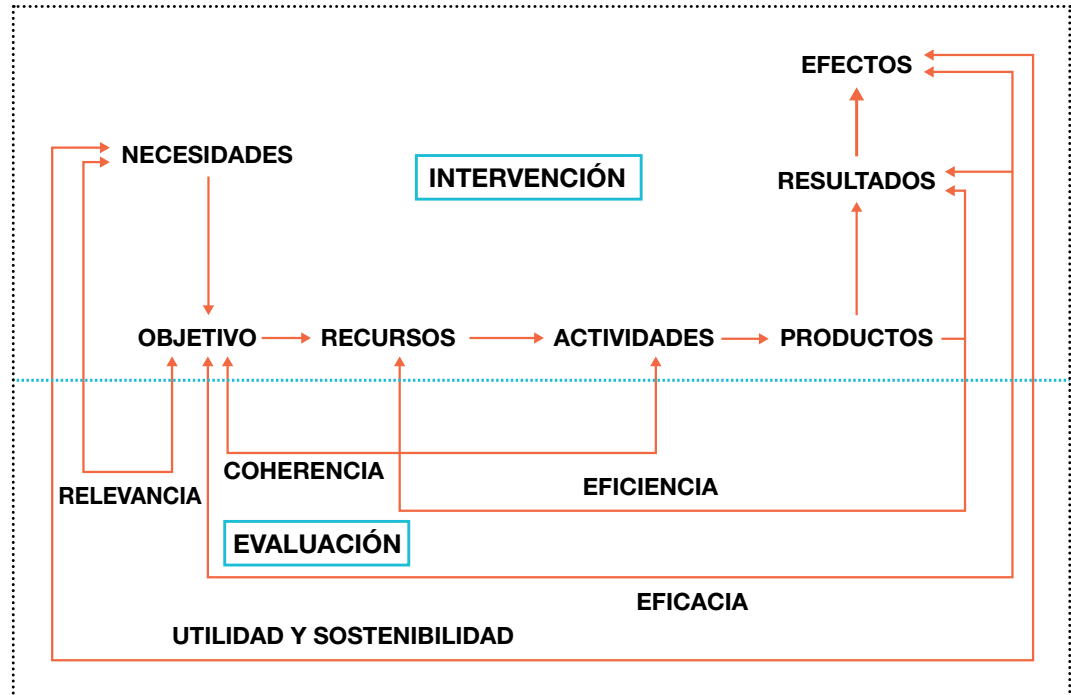 EFECTOS
NECESIDADES
INTERVENCIÓN
RESULTADOS
OBJETIVO
RECURSOS
ACTIVIDADES
PRODUCTOS
COHERENCIA
RELEVANCIA
EFICIENCIA
EVALUACIÓN
EFICACIA
UTILIDAD Y SOSTENIBILIDAD